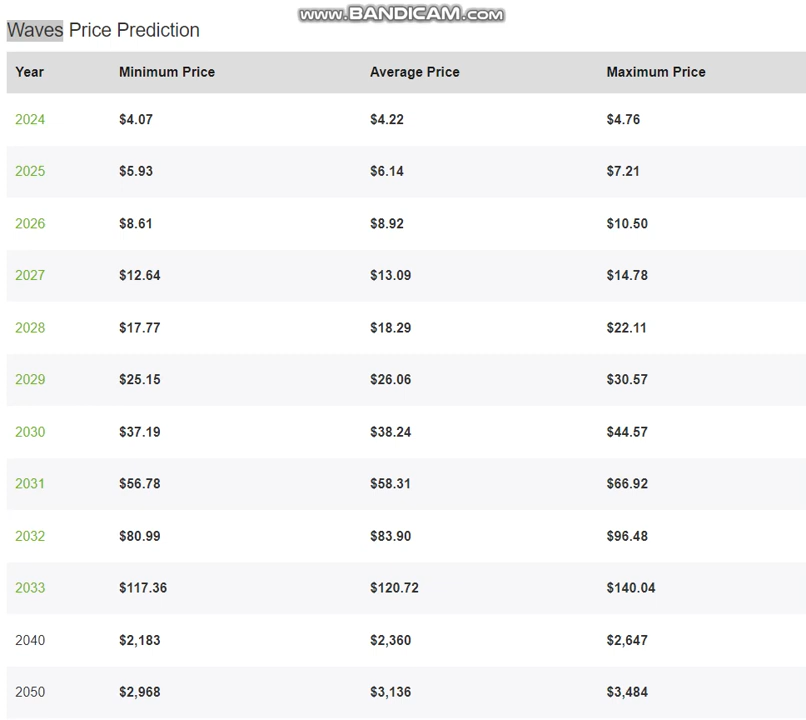 www.BANDICAM.com
Waves Price Prediction
Year Minimum Price Average Price Maximum Price
2024 $4.07 $4.22 $4.76
2025 $5.93 $6.14 $7.21
2026 $8.61 $8.92 $10.50
2027 $12.64 $13.09 $14.78
2028 $17.77 $18.29 $22.11
2029 $25.15 $26.06 $30.57
2030 $37.19 $38.24 $44.57
2031 $56.78 $58.31 $66.92
2032 $80.99 $83.90 $96.48
2033 $117.36 $120.72 $140.04
2040 $2,183 $2,360 $2,647
2050 $2,968 $3,136 $3,484